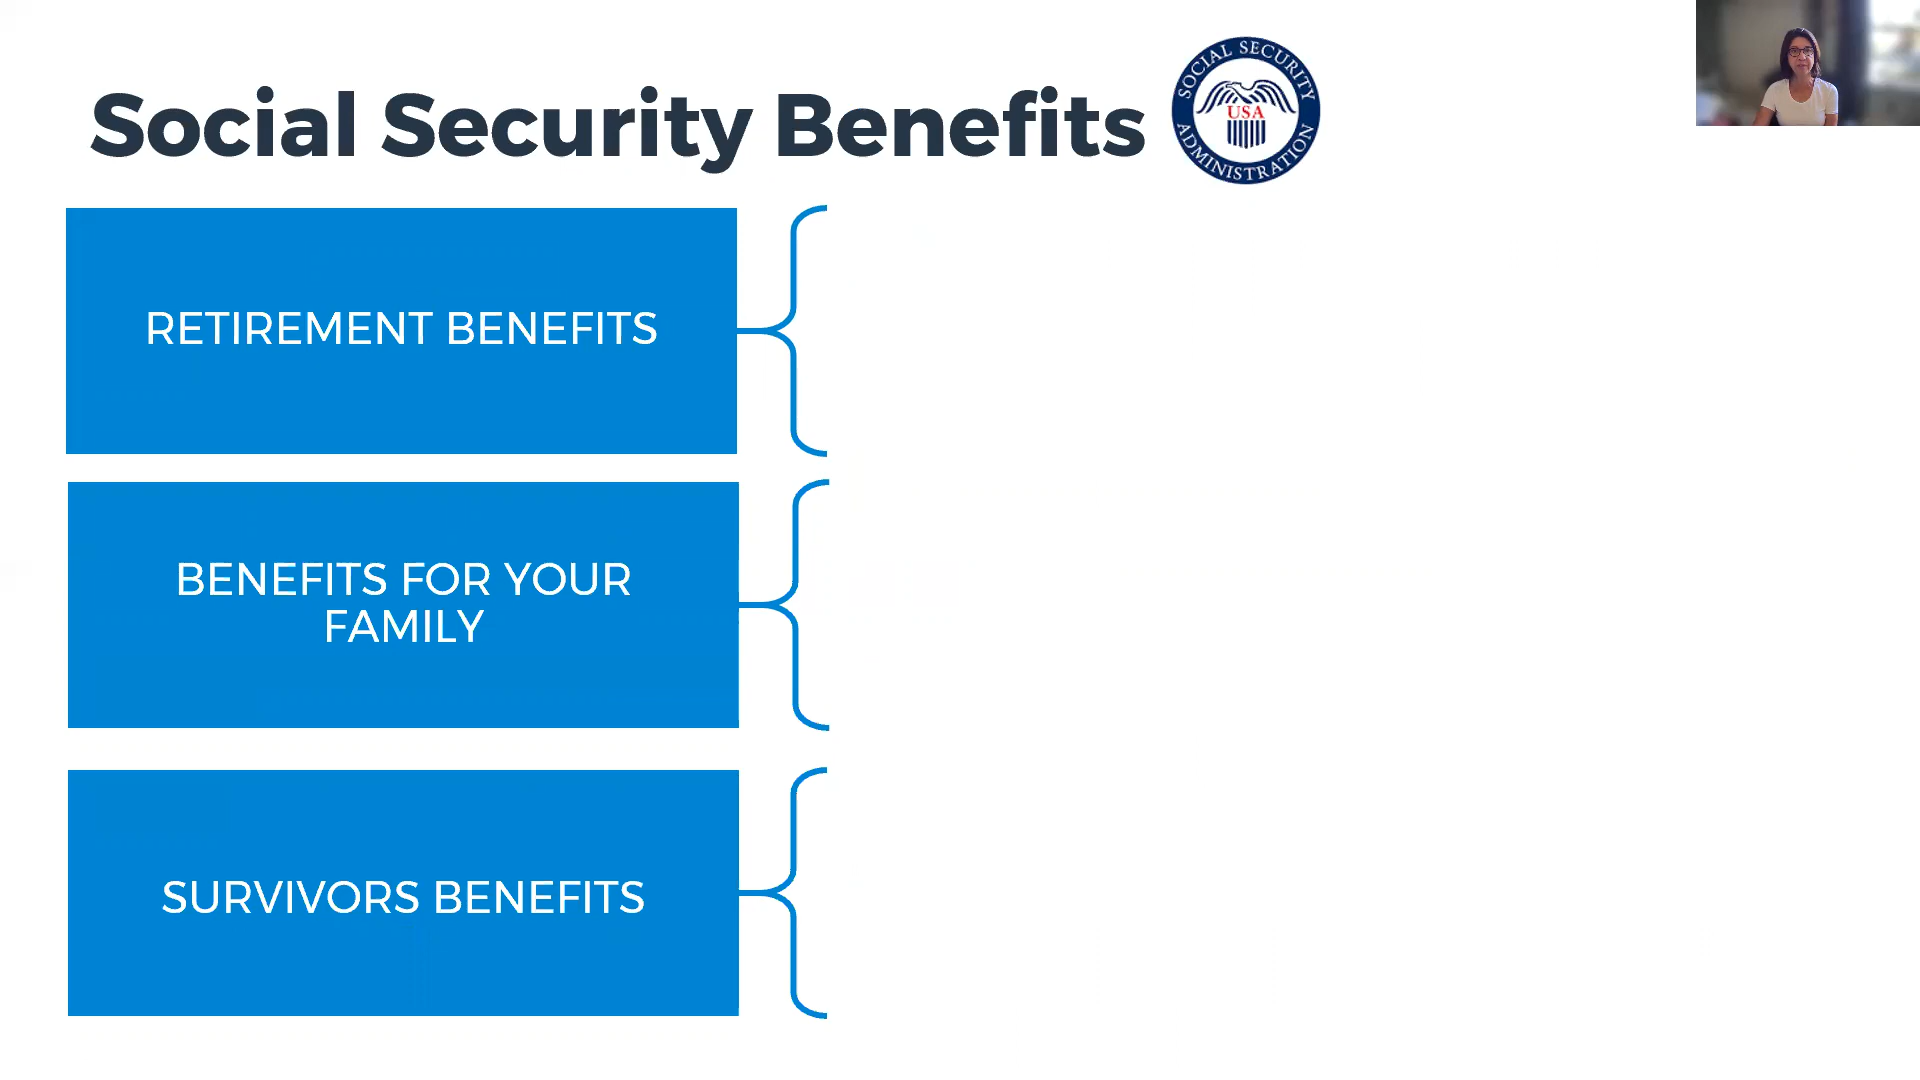 Social Security Benefits
SOCIAL SECURITY
USA
ADMINISTRATION
RETIREMENT BENEFITS
BENEFITS FOR YOUR
FAMILY
SURVIVORS BENEFITS